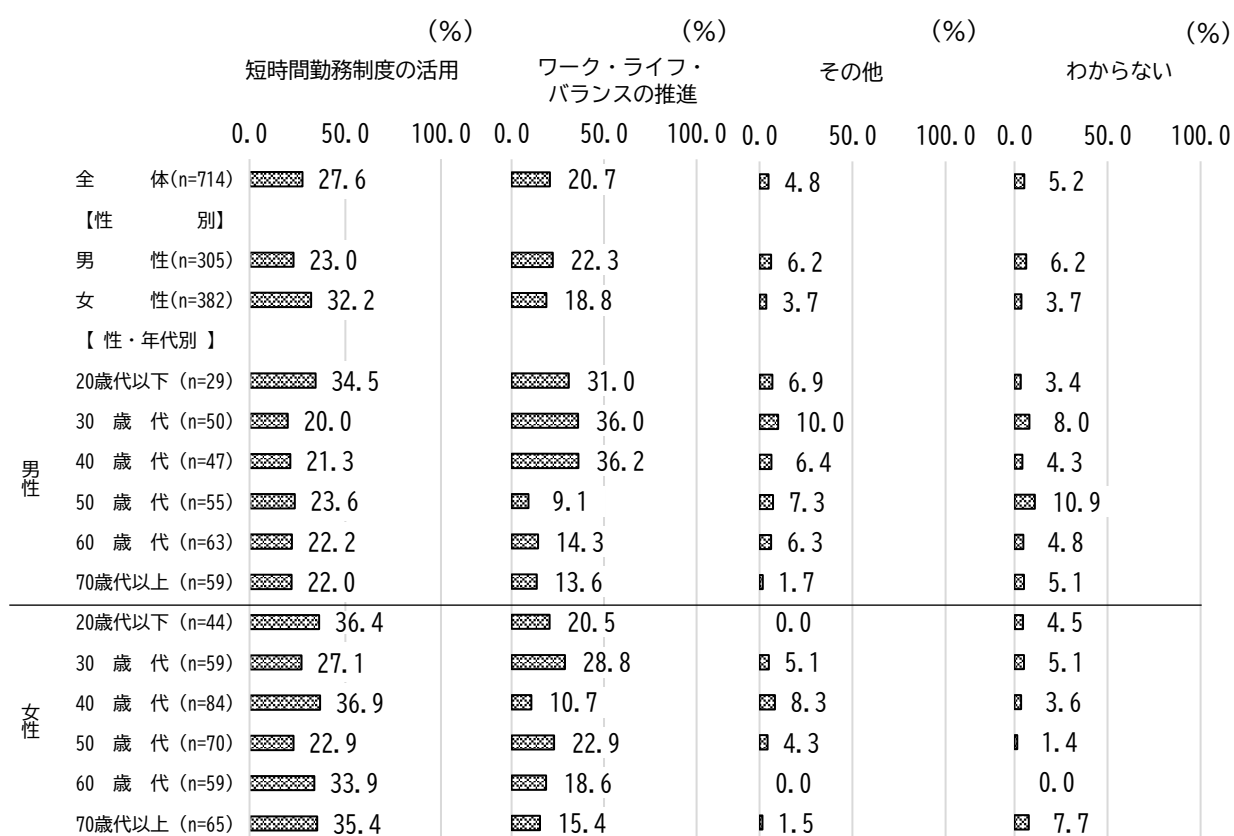 (%) (%) (%) (%)
短時間勤務制度の活用 ワーク・ライフ・バランスの推進 その他 わからない
0.0 50.0 100.0 0.0 50.0 100.0 0.0 50.0 100.0 0.0 50.0 100.0
全 体(n=714) 27.6 20.7 4.8 5.2
【性 別】
男 性(n=305) 23.0 22.3 6.2 6.2
女 性(n=382) 32.2 18.8 3.7 3.7
【 性・年代別 】
男性
20歳代以下 (n=29) 34.5 31.0 6.9 3.4
30 歳 代 (n=50) 20.0 36.0 10.0 8.0
40 歳 代 (n=47) 21.3 36.2 6.4 4.3
50 歳 代 (n=55) 23.6 9.1 7.3 10.9
60 歳 代 (n=63) 22.2 14.3 6.3 4.8
70歳代以上 (n=59) 22.0 13.6 1.7 5.1
女性
20歳代以下 (n=44) 36.4 20.5 0.0 4.5
30 歳 代 (n=59) 27.1 28.8 5.1 5.1
40 歳 代 (n=84) 36.9 10.7 8.3 3.6
50 歳 代 (n=70) 22.9 22.9 4.3 1.4
60 歳 代 (n=59) 33.9 18.6 0.0 0.0
70歳代以上 (n=65) 35.4 15.4 1.5 7.7